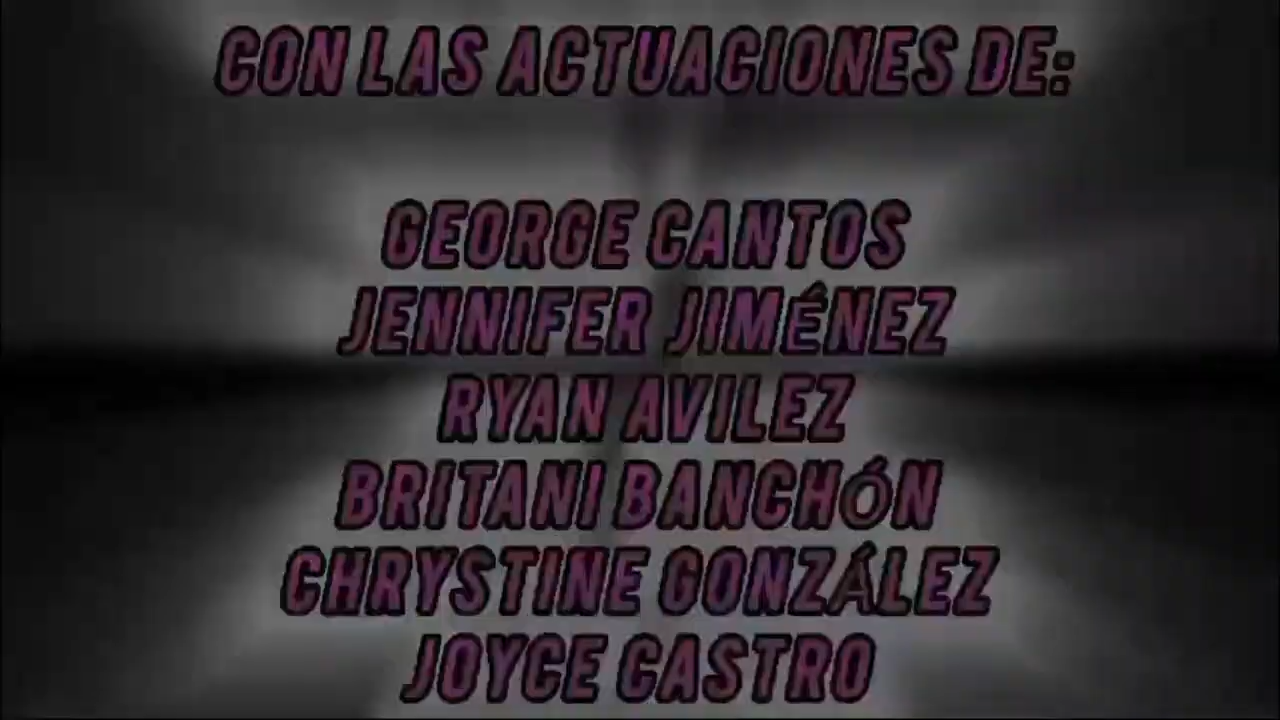 CON LAS ACTUACIONES DE:
GEORGE CANTOS
JENNIFER JIMÉNEZ
RYAN AVILEZ
BRITANI BANCHÓN
CHRYSTINE GONZÁLEZ
JOYCE CASTRO